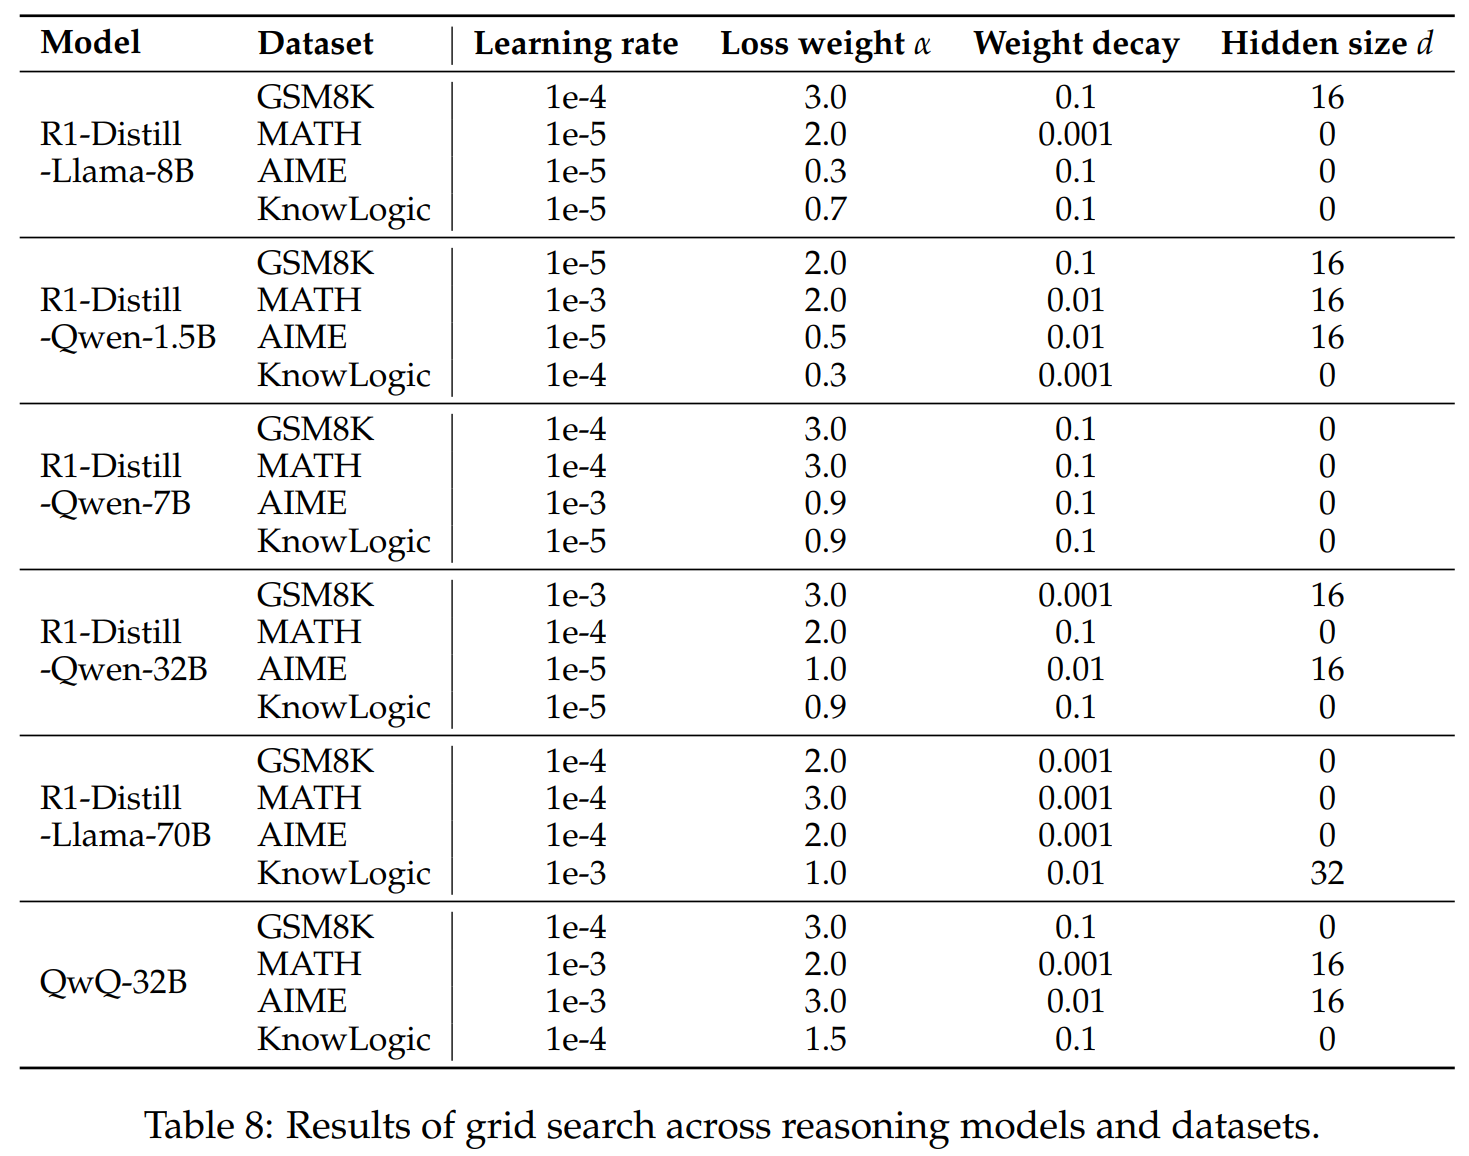 Model Dataset Learning rate Loss weight α Weight decay Hidden size d
R1-Distill
-Llama-8B
GSM8K 1e-4 3.0 0.1 16
MATH 1e-5 2.0 0.001 0
AIME 1e-5 0.3 0.1 0
KnowLogic 1e-5 0.7 0.1 0
R1-Distill
-Qwen-1.5B
GSM8K 1e-5 2.0 0.1 16
MATH 1e-3 2.0 0.01 16
AIME 1e-5 0.5 0.01 16
KnowLogic 1e-4 0.3 0.001 0
R1-Distill
-Qwen-7B
GSM8K 1e-4 3.0 0.1 0
MATH 1e-4 3.0 0.1 0
AIME 1e-3 0.9 0.1 0
KnowLogic 1e-5 0.9 0.1 0
R1-Distill
-Qwen-32B
GSM8K 1e-3 3.0 0.001 16
MATH 1e-4 2.0 0.1 0
AIME 1e-5 1.0 0.01 16
KnowLogic 1e-5 0.9 0.1 0
R1-Distill
-Llama-70B
GSM8K 1e-4 2.0 0.001 0
MATH 1e-4 3.0 0.001 0
AIME 1e-4 2.0 0.001 0
KnowLogic 1e-3 1.0 0.01 32
QwQ-32B
GSM8K 1e-4 3.0 0.1 0
MATH 1e-3 2.0 0.001 16
AIME 1e-3 3.0 0.01 16
KnowLogic 1e-4 1.5 0.1 0
Table 8: Results of grid search across reasoning models and datasets.